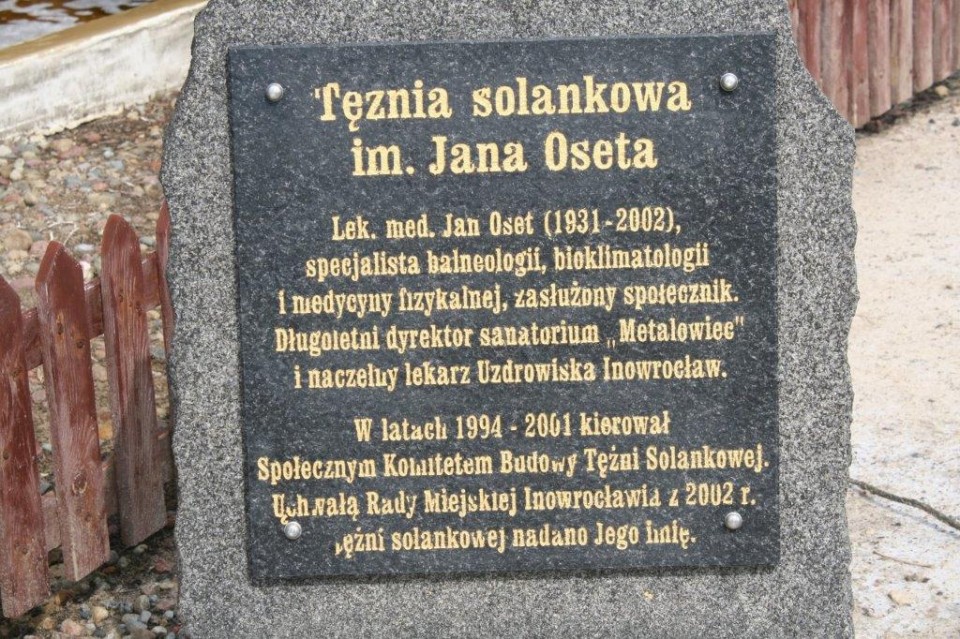 Tężnia solankowa
im. Jana Oseta
Lek. med. Jan Oset (1931-2002),
specjalista balneologii, bioklimatologii
i medycyny fizykalnej, zasłużony społecznik.
Długoletni dyrektor sanatorium „Metalowiec"
i naczelny lekarz Uzdrowiska Inowrocław.
W latach 1994 - 2001 kierował
Społecznym Komitetem Budowy Tężni Solankowej.
Uchwałą Rady Miejskiej Inowrocławia z 2002 r.
tężni solankowej nadano Jego Imię.